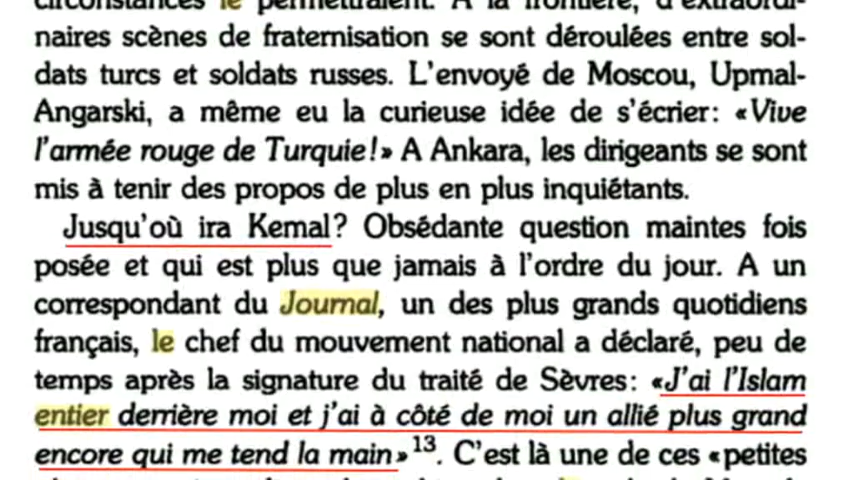 circonstances le permettraient. A la frontière, d'extraordi-
naires scènes de fraternisation se sont déroulées entre sol-
dats turcs et soldats russes. L'envoyé de Moscou, Upmal-
Angarski, a même eu la curieuse idée de s'écrier: «Vive
l'armée rouge de Turquie!» A Ankara, les dirigeants se sont
mis à tenir des propos de plus en plus inquiétants.
Jusqu'où ira Kemal? Obsédante question maintes fois
posée et qui est plus que jamais à l'ordre du jour. A un
correspondant du Journal, un des plus grands quotidiens
français, le chef du mouvement national a déclaré, peu de
temps après la signature du traité de Sèvres: «J'ai l'Islam
entier derrière moi et j'ai à côté de moi un allié plus grand
encore qui me tend la main»13. C'est là une de ces «petites